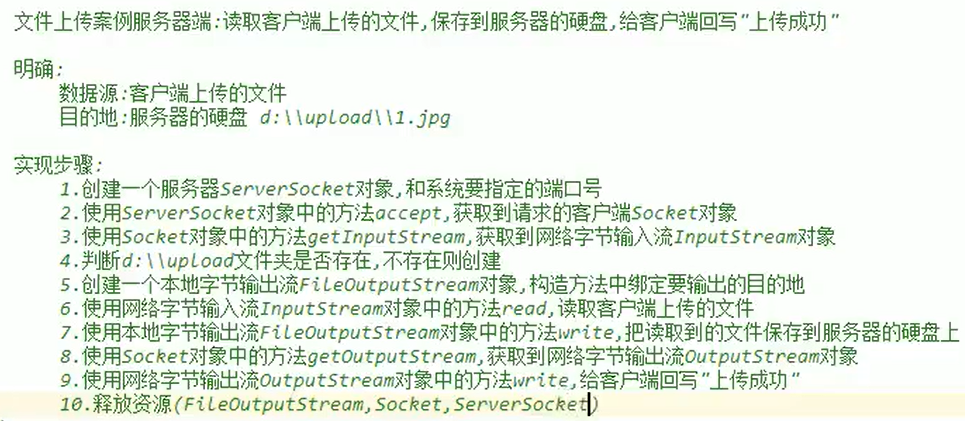 文件上传案例服务器端:读取客户端上传的文件,保存到服务器的硬盘,给客户端回写"上传成功"
明确:
数据源:客户端上传的文件
目的地:服务器的硬盘 d:\\upload\\1.jpg
实现步骤:
1.创建一个服务器ServerSocket对象,和系统要指定的端口号
2.使用ServerSocket对象中的方法accept,获取到请求的客户端Socket对象
3.使用Socket对象中的方法getInputStream,获取到网络字节输入流InputStream对象
4.判断d:\\upload文件夹是否存在,不存在则创建
5.创建一个本地字节输出流FileOutputStream对象,构造方法中绑定要输出的目的地
6.使用网络字节输入流InputStream对象中的方法read,读取客户端上传的文件
7.使用本地字节输出流FileOutputStream对象中的方法write,把读取到的文件保存到服务器的硬盘上
8.使用Socket对象中的方法getOutputStream,获取到网络字节输出流OutputStream对象
9.使用网络字节输出流OutputStream对象中的方法write,给客户端回写"上传成功"
10.释放资源(FileOutputStream,Socket,ServerSocket)